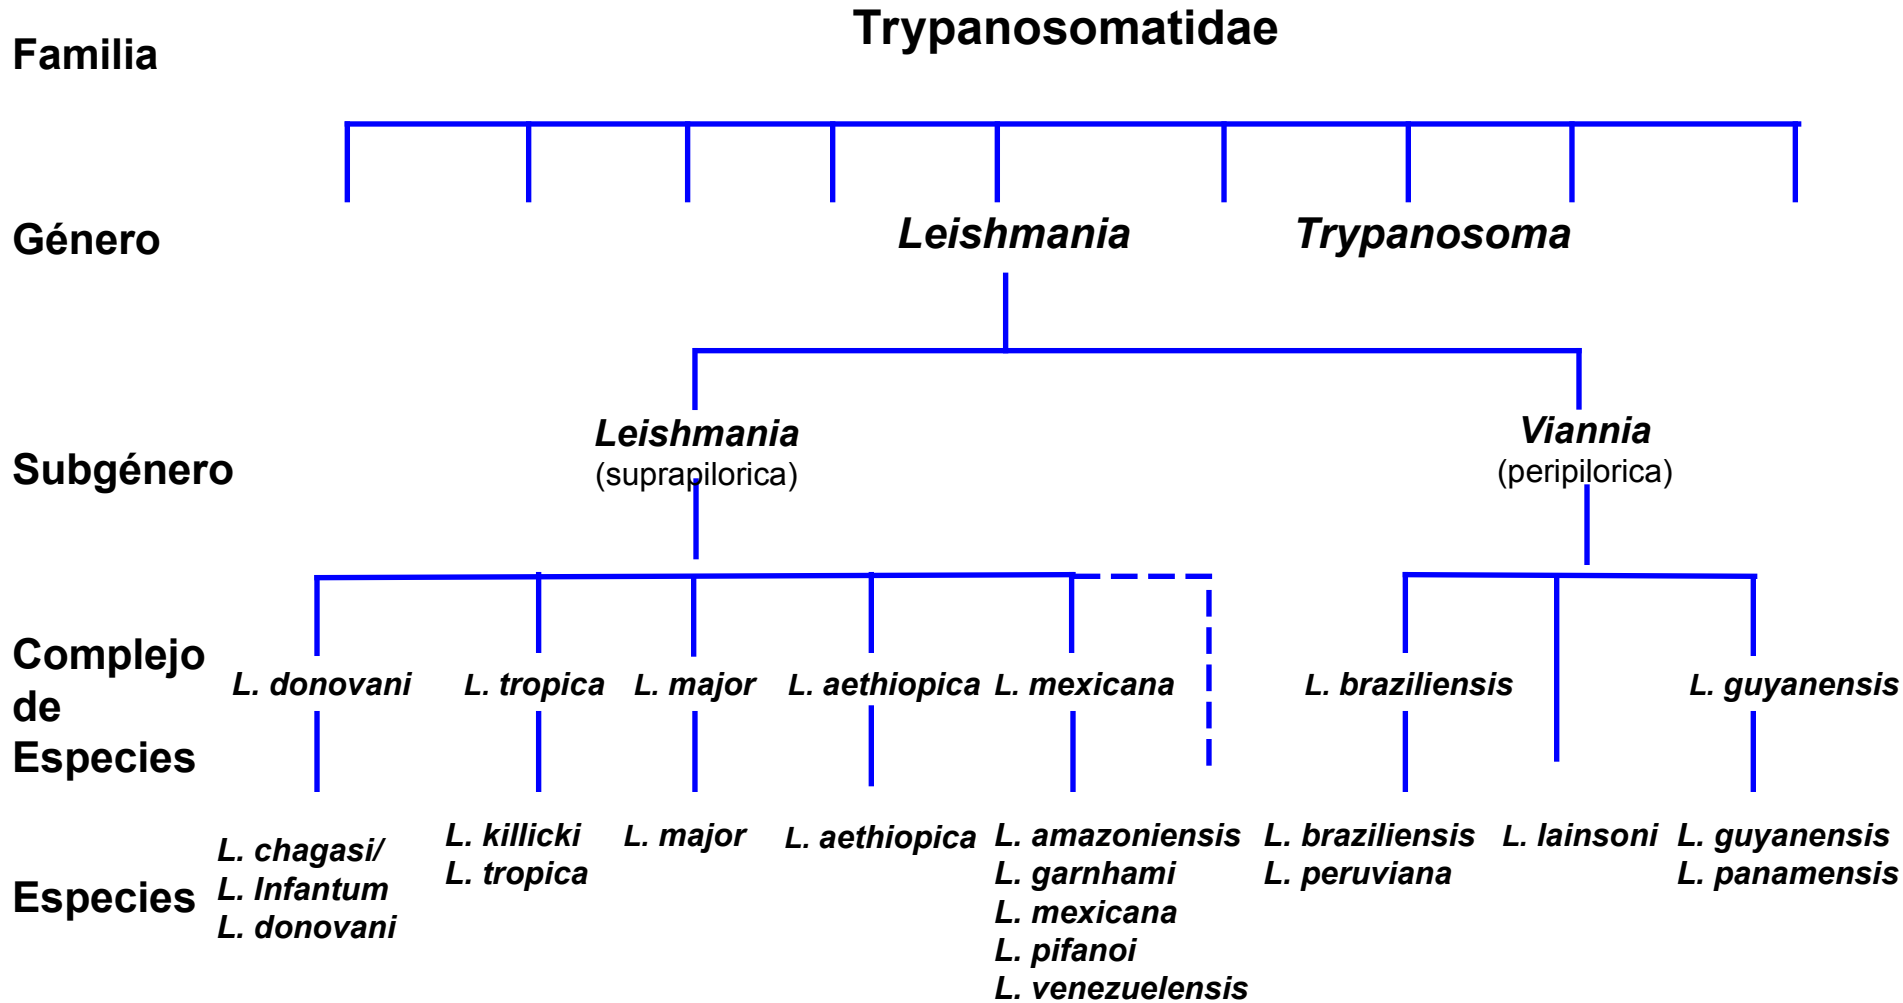 Trypanosomatidae
Familia
Género
Leishmania
Trypanosoma
Subgénero
Leishmania
(suprapilorica)
Viannia
(peripilorica)
Complejo
de
Especies
L. donovani
L. tropica
L. major
L. aethiopica
L. mexicana
L. braziliensis
L. guyanensis
Especies
L. chagasi/
L. Infantum
L. donovani
L. killicki
L. tropica
L. major
L. aethiopica
L. amazoniensis
L. garnhami
L. mexicana
L. pifanoi
L. venezuelensis
L. braziliensis
L. peruviana
L. lainsoni
L. guyanensis
L. panamensis